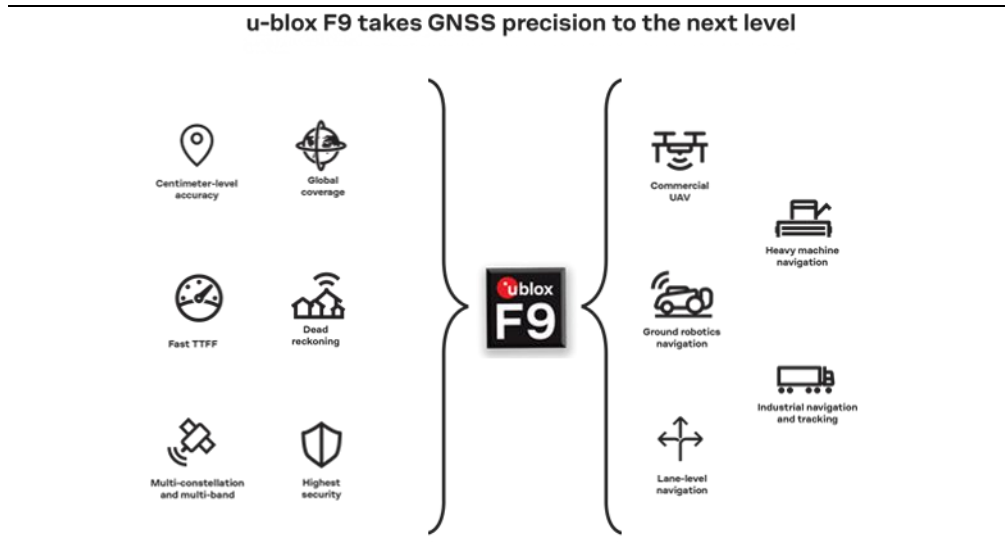 u-blox F9 takes GNSS precision to the next level
Centimeter-level
accuracy
Global
coverage
Fast TTFF
Dead
reckoning
Multi-constellation
and multi-band
Highest
security
ublox
F9
Commercial
UAV
Heavy machine
navigation
Ground robotics
navigation
Industrial navigation
and tracking
Lane-level
navigation